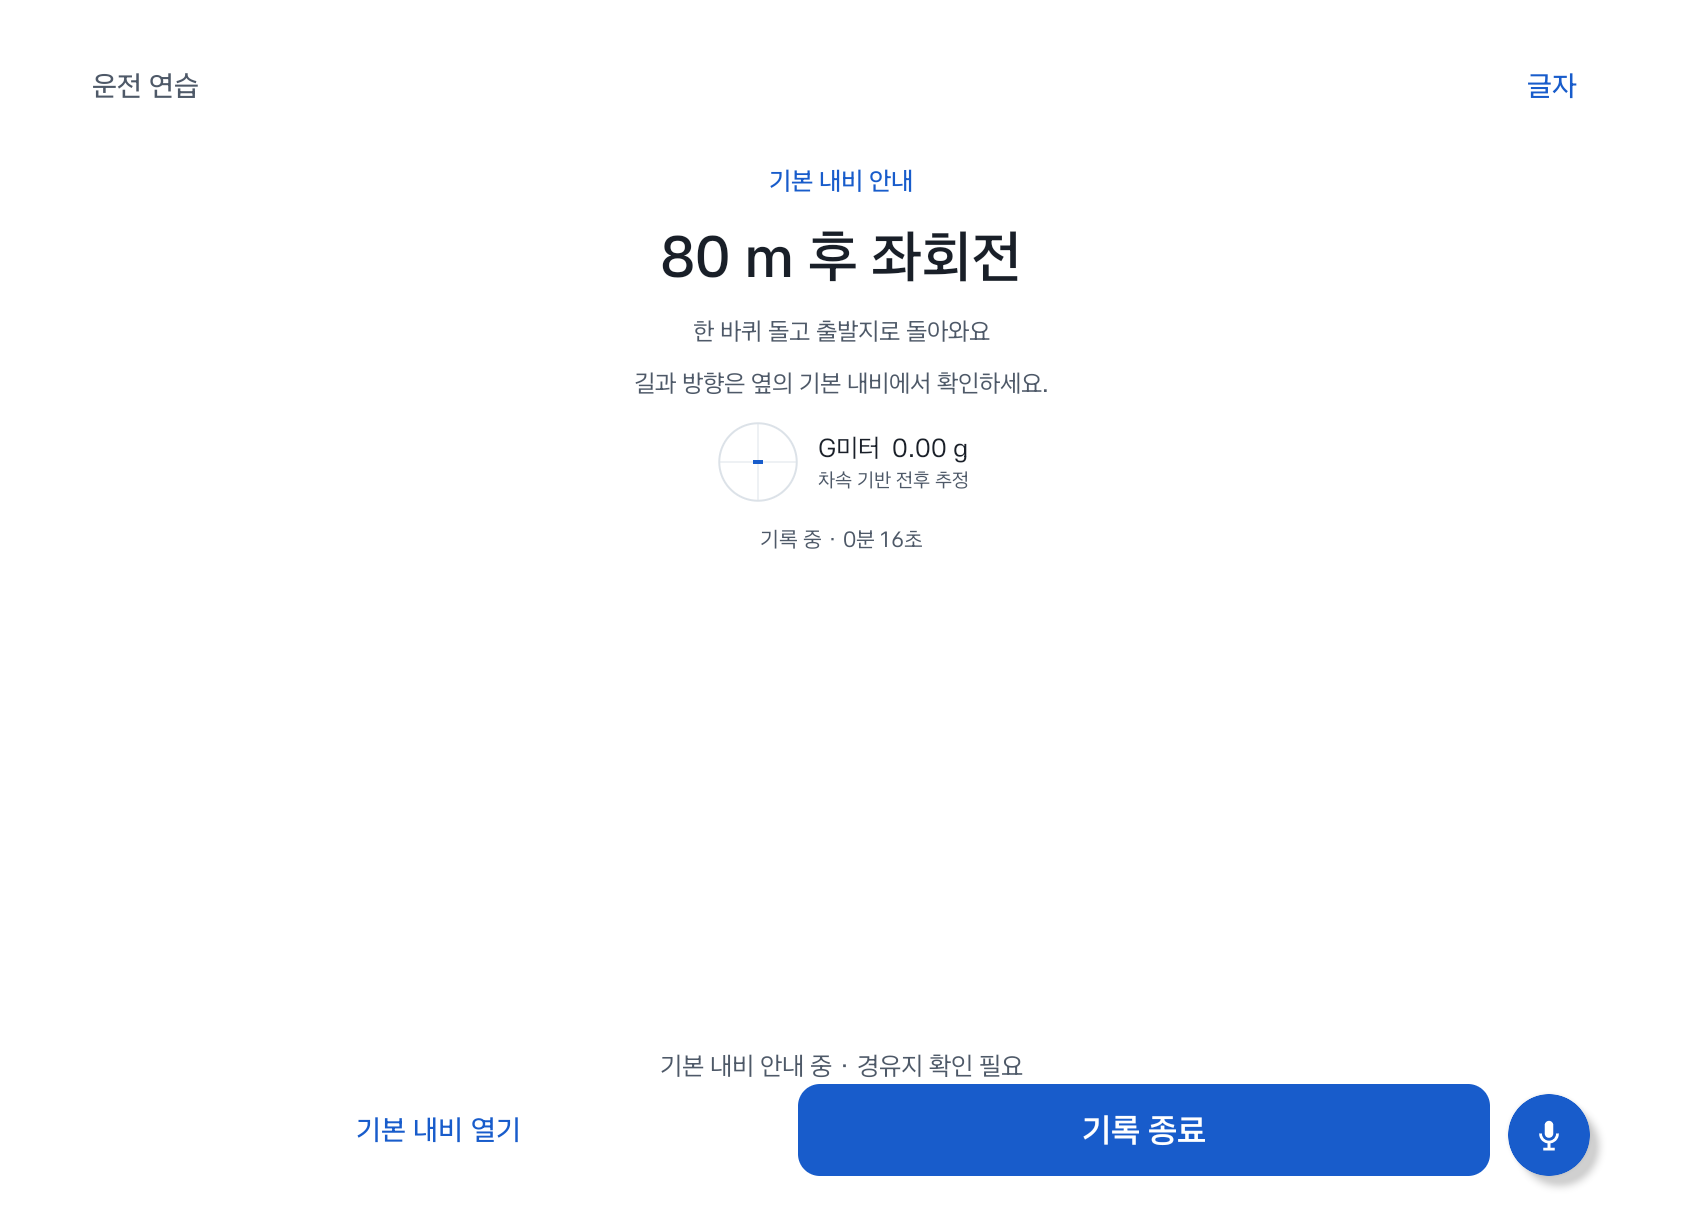 운전 연습
글자
기본 내비 안내
80 m 후 좌회전
한 바퀴 돌고 출발지로 돌아와요
길과 방향은 옆의 기본 내비에서 확인하세요.
G미터 0.00 g
차속 기반 전후 추정
기록 중 · 0분 16초
기본 내비 안내 중 · 경유지 확인 필요
기본 내비 열기
기록 종료